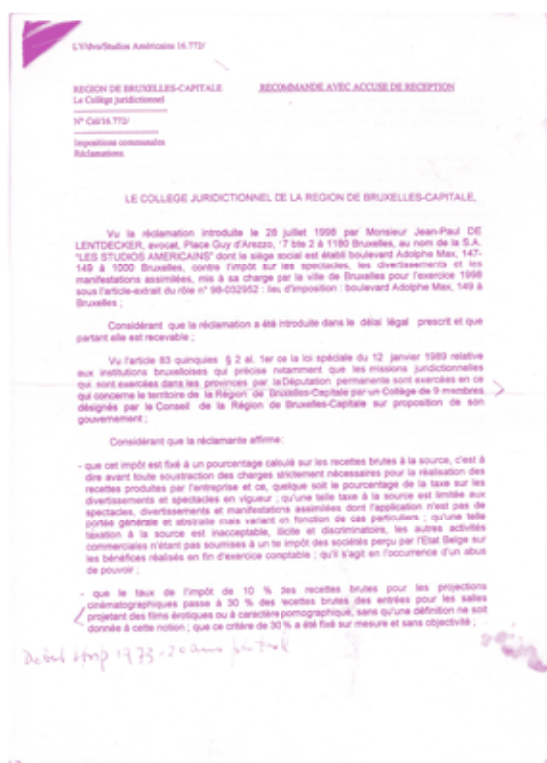 LV/dvo/Studios Américains 16.772/
REGION DE BRUXELLES-CAPITALE
Le Collège juridictionnel
RECOMMANDE AVEC ACCUSE DE RECEPTION
N° Cst/16.772/
Impositions communales
Réclamations.
LE COLLEGE JURIDICTIONNEL DE LA REGION DE BRUXELLES-CAPITALE,
Vu la réclamation introduite le 28 juillet 1998 par Monsieur Jean-Paul DE
LENTDECKER, avocat, Place Guy d'Arezzo, 17 bte 2 à 1180 Bruxelles, au nom de la S.A.
"LES STUDIOS AMERICAINS" dont le siège social est établi boulevard Adolphe Max, 147-
149 à 1000 Bruxelles, contre l'impôt sur les spectacles, les divertissements et les
manifestations assimilées, mis à sa charge par la ville de Bruxelles pour l'exercice 1998
sous l'article-extrait du rôle n° 98-032952 : lieu d'imposition : boulevard Adolphe Max, 149 à
Bruxelles ;
Considérant que la réclamation a été introduite dans le délai légal prescrit et que
partant elle est recevable ;
Vu l'article 83 quinquies § 2 al. 1er ce la loi spéciale du 12 janvier 1989 relative
aux institutions bruxelloises qui précise notamment que les missions juridictionnelles
qui sont exercées dans les provinces par la Députation permanente sont exercées en ce
qui concerne le territoire de la Région de Bruxelles-Capitale par un Collège de 9 membres
désignés par le Conseil de la Région de Bruxelles-Capitale sur proposition de son
gouvernement ;
Considérant que la réclamante affirme:
- que cet impôt est fixé à un pourcentage calculé sur les recettes brutes à la source, c'est à
dire avant toute soustraction des charges strictement nécessaires pour la réalisation des
recettes produites par l'entreprise et ce, quelque soit le pourcentage de la taxe sur les
divertissements et spectacles en vigueur ; qu'une telle taxe à la source est limitée aux
spectacles, divertissements et manifestations assimilées dont l'application n'est pas de
portée générale et abstraite mais variant en fonction de cas particuliers ; qu'une telle
taxation à la source est inacceptable, illicite et discriminatoire, les autres activités
commerciales n'étant pas soumises à un te impôt des sociétés perçu par l'Etat Belge sur
les bénéfices réalisés en fin d'exercice comptable ; qu'il s'agit en l'occurrence d'un abus
de pouvoir ;
- que le taux de l'impôt de 10 % des recettes brutes pour les projections
cinématographiques passe à 30 % des recettes brutes des entrées pour les salles
projetant des films érotiques ou à caractère pornographique, sans qu'une définition ne soit
donnée à cette notion ; que ce critère de 30 % a été fixé sur mesure et sans objectivité ;
1973 - 20 ans